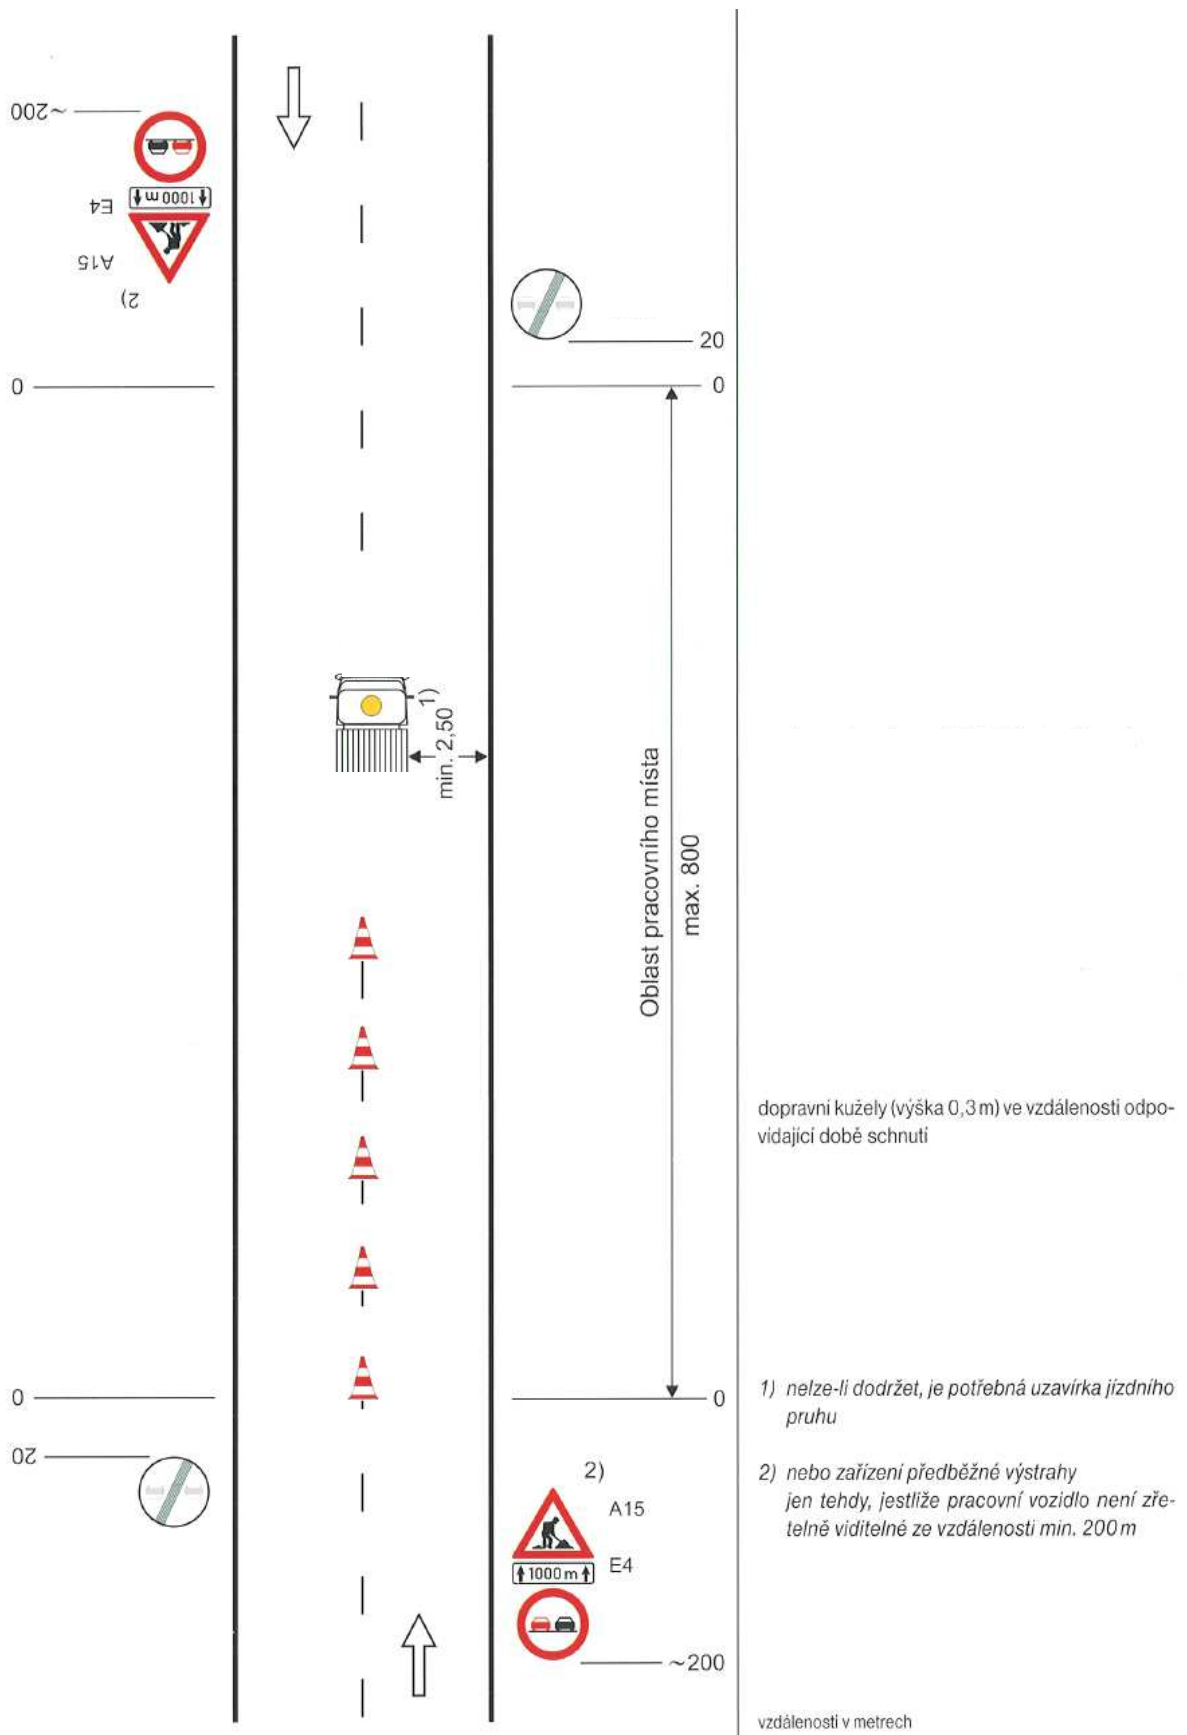 ~200
1000 m
E4
A15
2)
20
0
0
1)
min. 2,50
Oblast pracovního místa
max. 800
dopravní kužely (výška 0,3 m) ve vzdálenosti odpo-
vídající době schnutí
0
0
1) nelze-li dodržet, je potřebná uzavírka jízdního
pruhu
20
2)
2) nebo zařízení předběžné výstrahy
jen tehdy, jestliže pracovní vozidlo není zře-
telně viditelné ze vzdálenosti min. 200 m
A15
1000 m
E4
~200
vzdálenosti v metrech